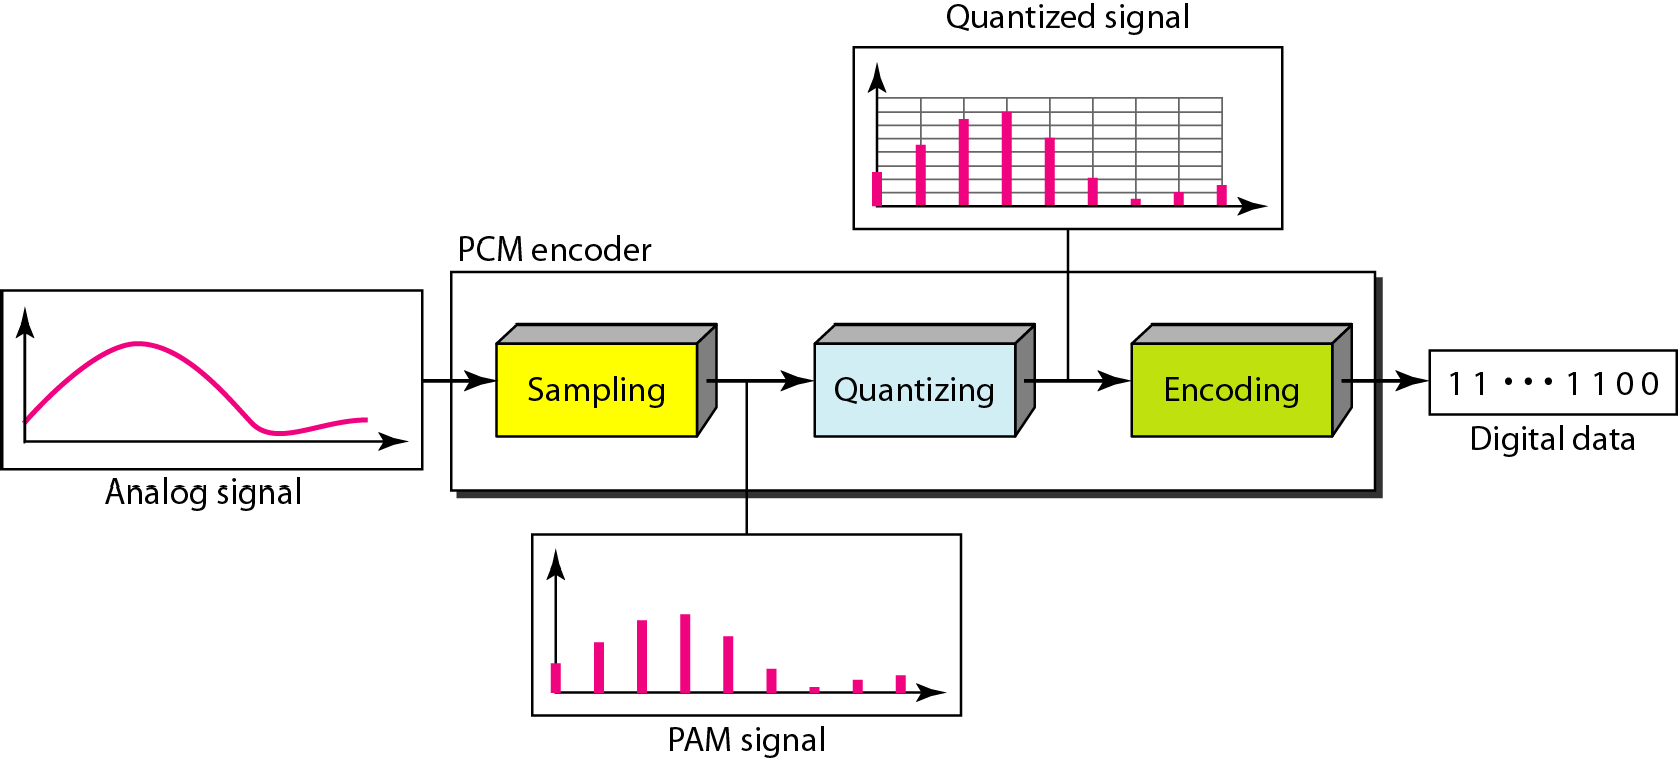 Quantized signal
PCM encoder
Sampling
Quantizing
Encoding
1 1 • • • 1 1 0 0
Digital data
Analog signal
PAM signal